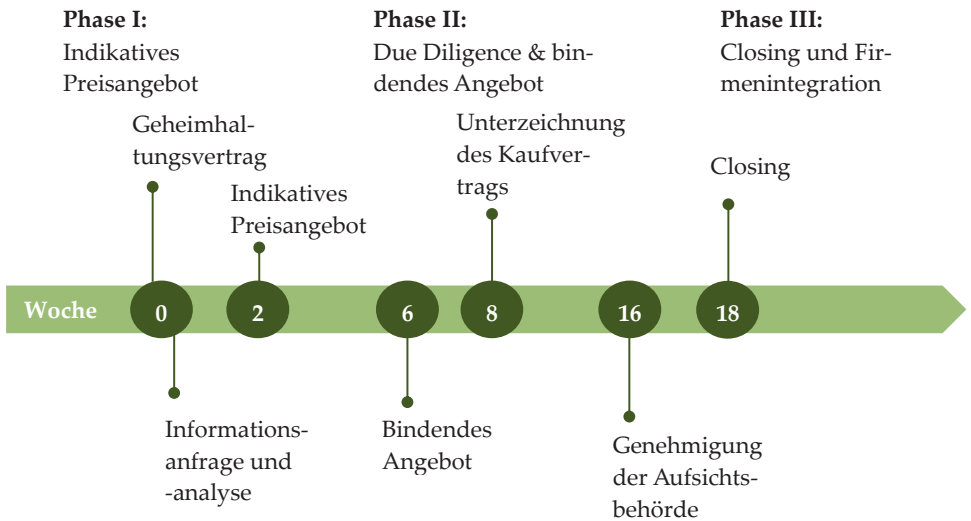 Phase I:
Indikatives
Preisangebot
Phase II:
Due Diligence & bin-
dendes Angebot
Phase III:
Closing und Fir-
menintegration
Geheimhal-
tungsvertrag
Indikatives
Preisangebot
Unterzeichnung
des Kaufver-
trags
Closing
Woche 0 2 6 8 16 18
Informations-
anfrage und
-analyse
Bindendes
Angebot
Genehmigung
der Aufsichts-
behörde